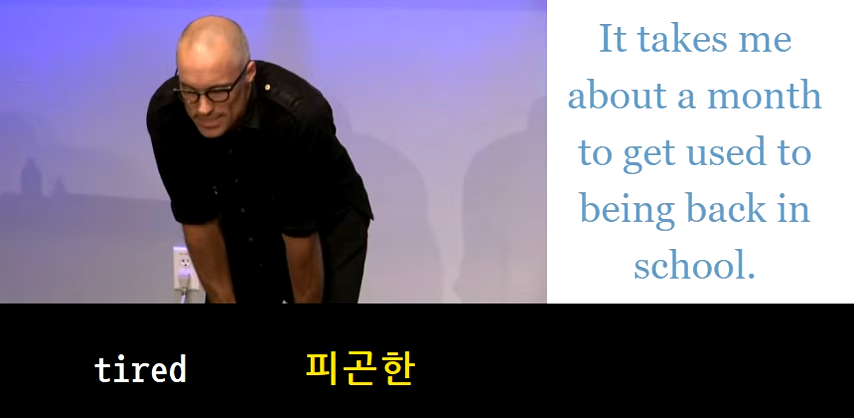 It takes me
about a month
to get used to
being back in
school.
tired 피곤한